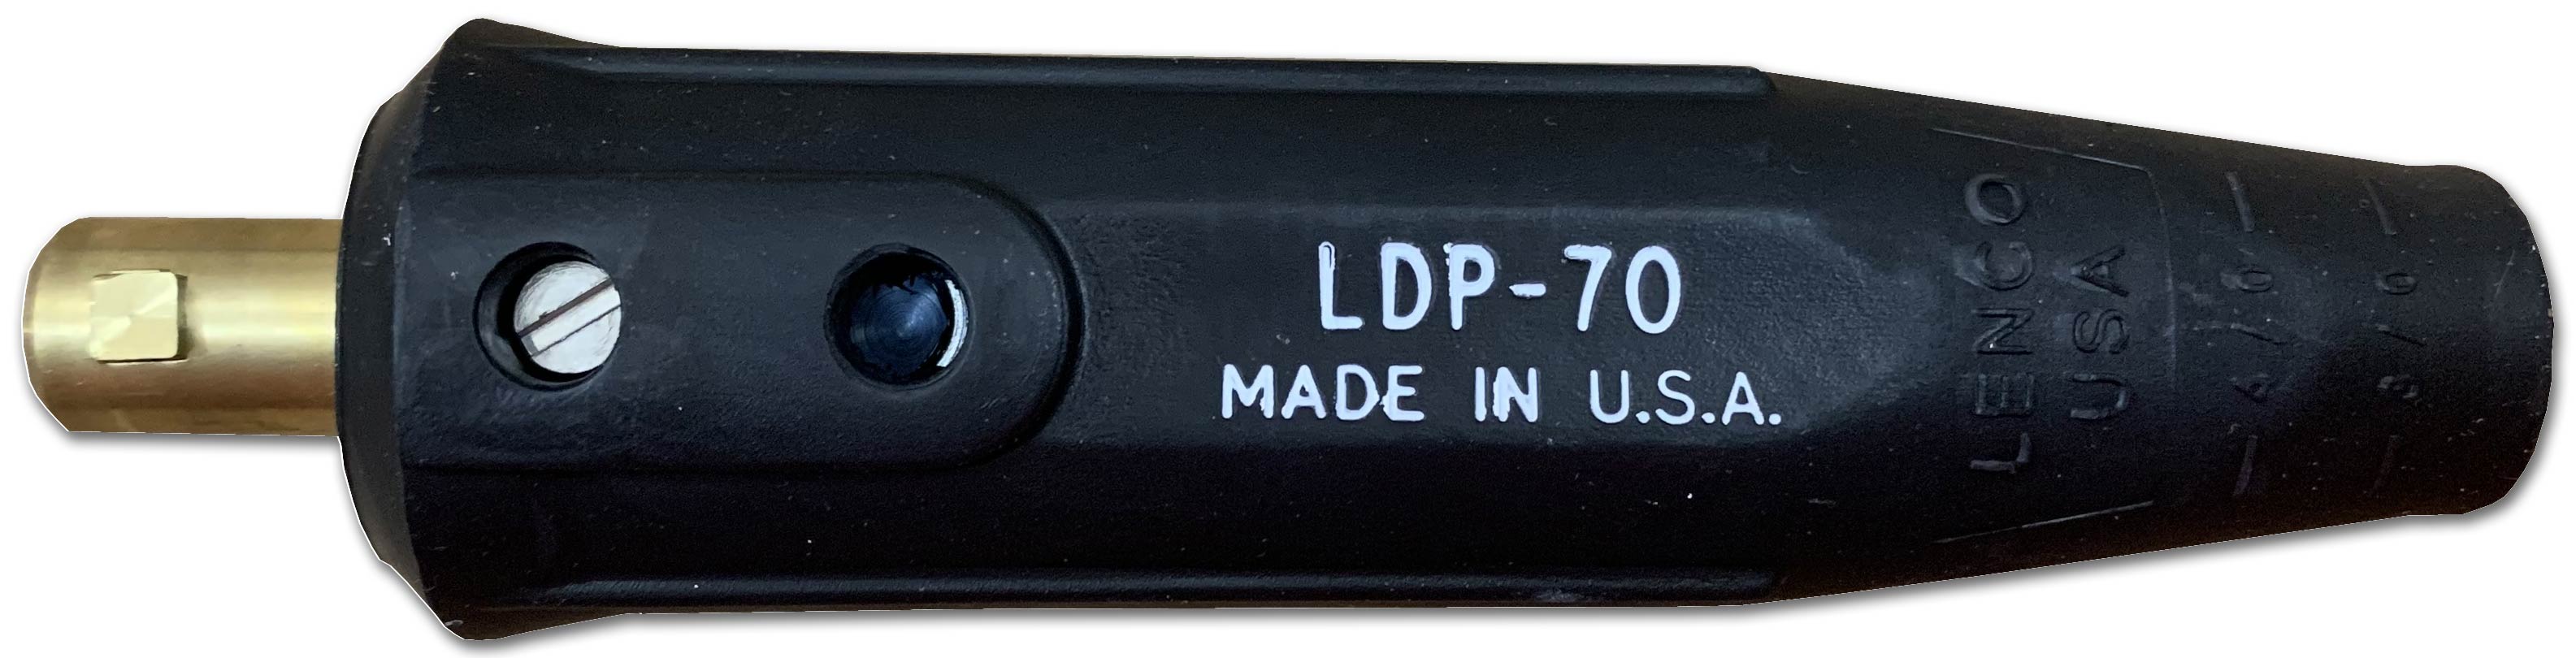 LDP-70
MADE IN U.S.A.
LENCO
USA
4/0
3/0